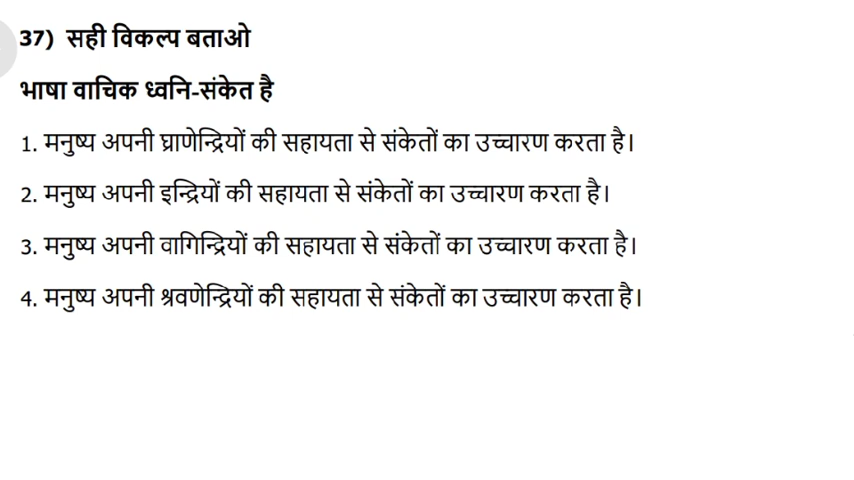 37) सही विकल्प बताओ
भाषा वाचिक ध्वनि-संकेत है
1. मनुष्य अपनी घ्राणेन्द्रियों की सहायता से संकेतों का उच्चारण करता है।
2. मनुष्य अपनी इन्द्रियों की सहायता से संकेतों का उच्चारण करता है।
3. मनुष्य अपनी वागिन्द्रियों की सहायता से संकेतों का उच्चारण करता है।
4. मनुष्य अपनी श्रवणेन्द्रियों की सहायता से संकेतों का उच्चारण करता है।